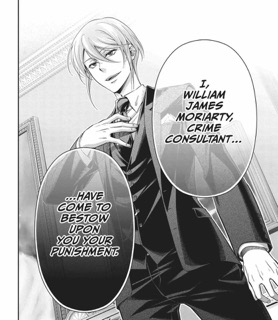 I,
WILLIAM
JAMES
MORIARTY,
CRIME
CONSULTANT...
...HAVE
COME TO
BESTOW
UPON
YOU YOUR
PUNISHMENT.